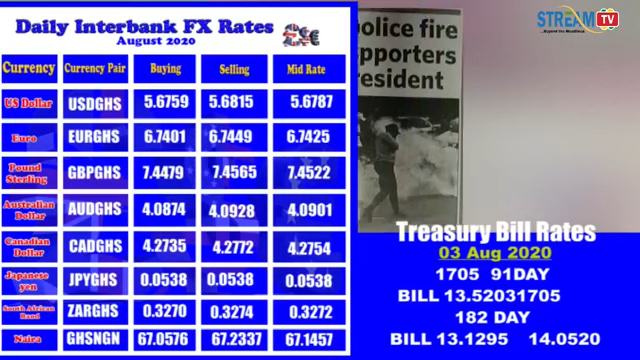 Daily Interbank FX Rates
August 2020
Currency Currency Pair Buying Selling Mid Rate
US Dollar USDGHS 5.6759 5.6815 5.6787
Euro EURGHS 6.7401 6.7449 6.7425
Pound
Sterling GBPGHS 7.4479 7.4565 7.4522
Australian
Dollar AUDGHS 4.0874 4.0928 4.0901
Canadian
Dollar CADGHS 4.2735 4.2772 4.2754
Japanese
yen JPYGHS 0.0538 0.0538 0.0538
South African
Rand ZARGHS 0.3270 0.3274 0.3272
Naira GHSNGN 67.0576 67.2337 67.1457
STREAM TV
Beyond the Headlines
police fire
pporters
resident
Treasury Bill Rates
03 Aug 2020
1705 91DAY
BILL 13.52031705
182 DAY
BILL 13.1295 14.0520